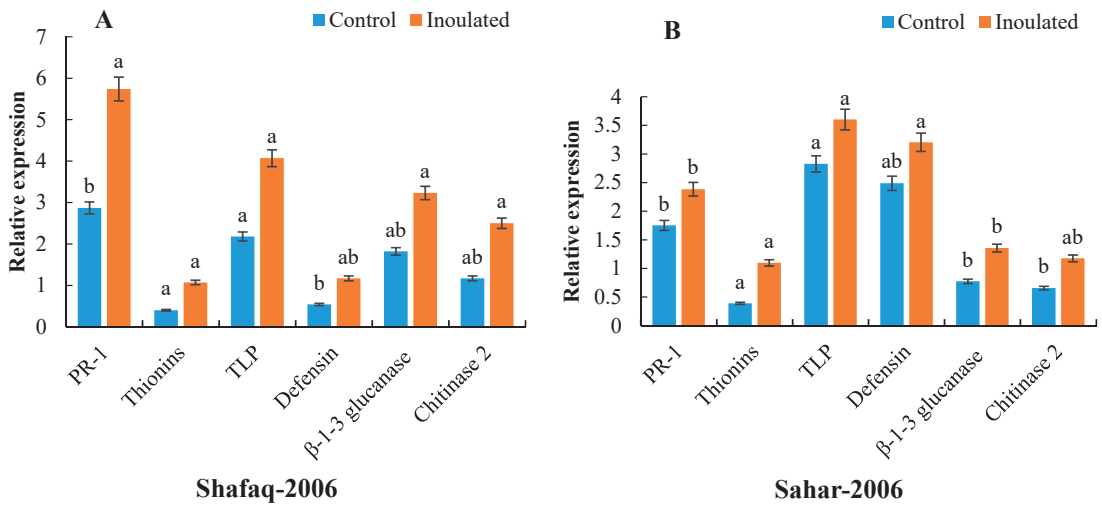 A
Control Inoulated
7
6
5
4
3
2
1
0
Relative expression
b a
a a
a a
b ab
ab a
ab a
PR-1
Thionins
TLP
Defensin
β-1-3 glucanase
Chitinase 2
Shafaq-2006
B
Control Inoulated
4
3.5
3
2.5
2
1.5
1
0.5
0
Relative expression
b b
a a
a a
ab a
b b
b ab
PR-1
Thionins
TLP
Defensin
β-1-3 glucanase
Chitinase 2
Sahar-2006